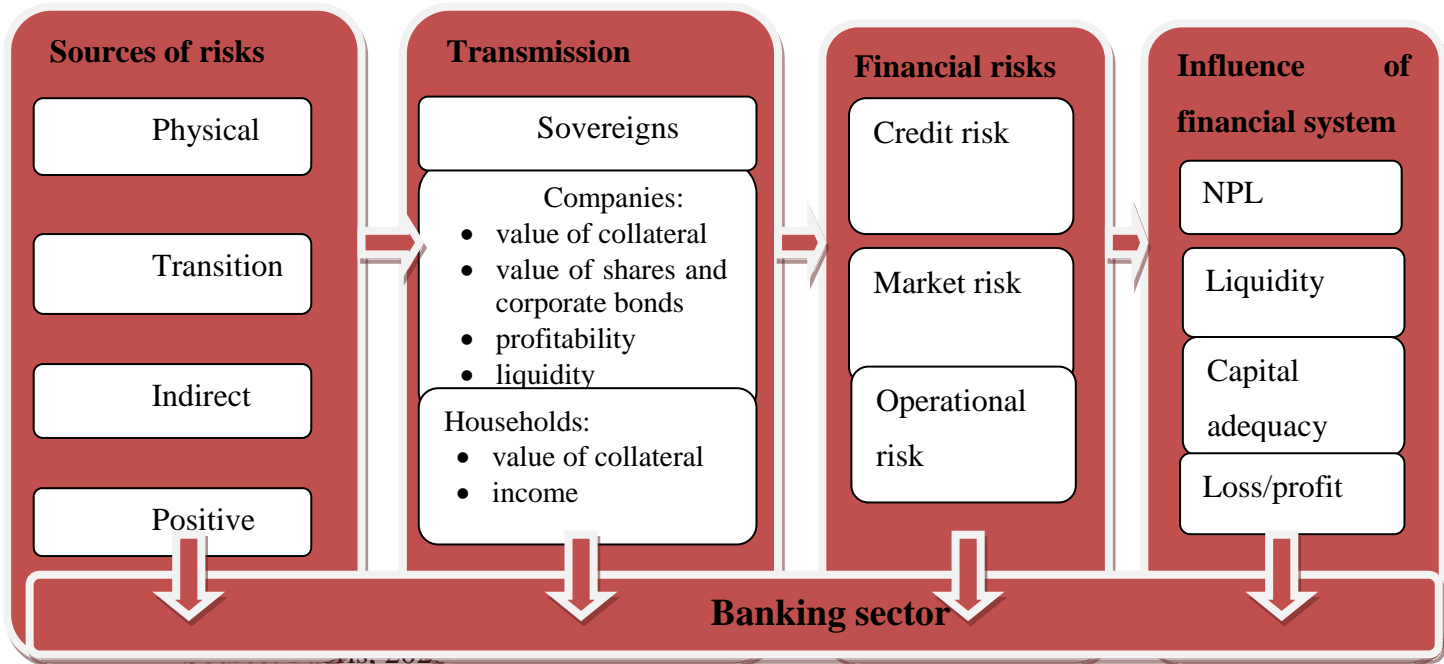 Sources of risks
Physical
Transition
Indirect
Positive
Transmission
Sovereigns
Companies:
• value of collateral
• value of shares and
corporate bonds
• profitability
• liquidity
Households:
• value of collateral
• income
Financial risks
Credit risk
Market risk
Operational
risk
Influence of
financial system
NPL
Liquidity
Capital
adequacy
Loss/profit
Banking sector